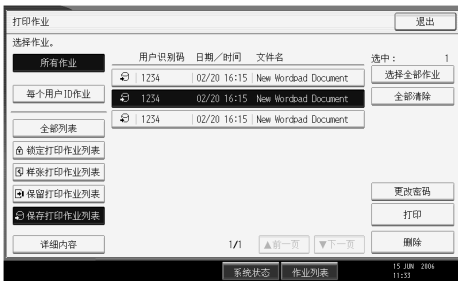 打印作业
退出
选择作业。
所有作业
每个用户ID作业
全部列表
锁定打印作业列表
样张打印作业列表
保留打印作业列表
保存打印作业列表
详细内容
用户识别码 日期／时间 文件名
1234 02/20 16:15 New Wordpad Document
1234 02/20 16:15 New Wordpad Document
1234 02/20 16:15 New Wordpad Document
1/1 ▲前一页 ▼下一页
选中： 1
选择全部作业
全部清除
更改密码
打印
删除
系统状态 作业列表
15 JUN 2006
11:33